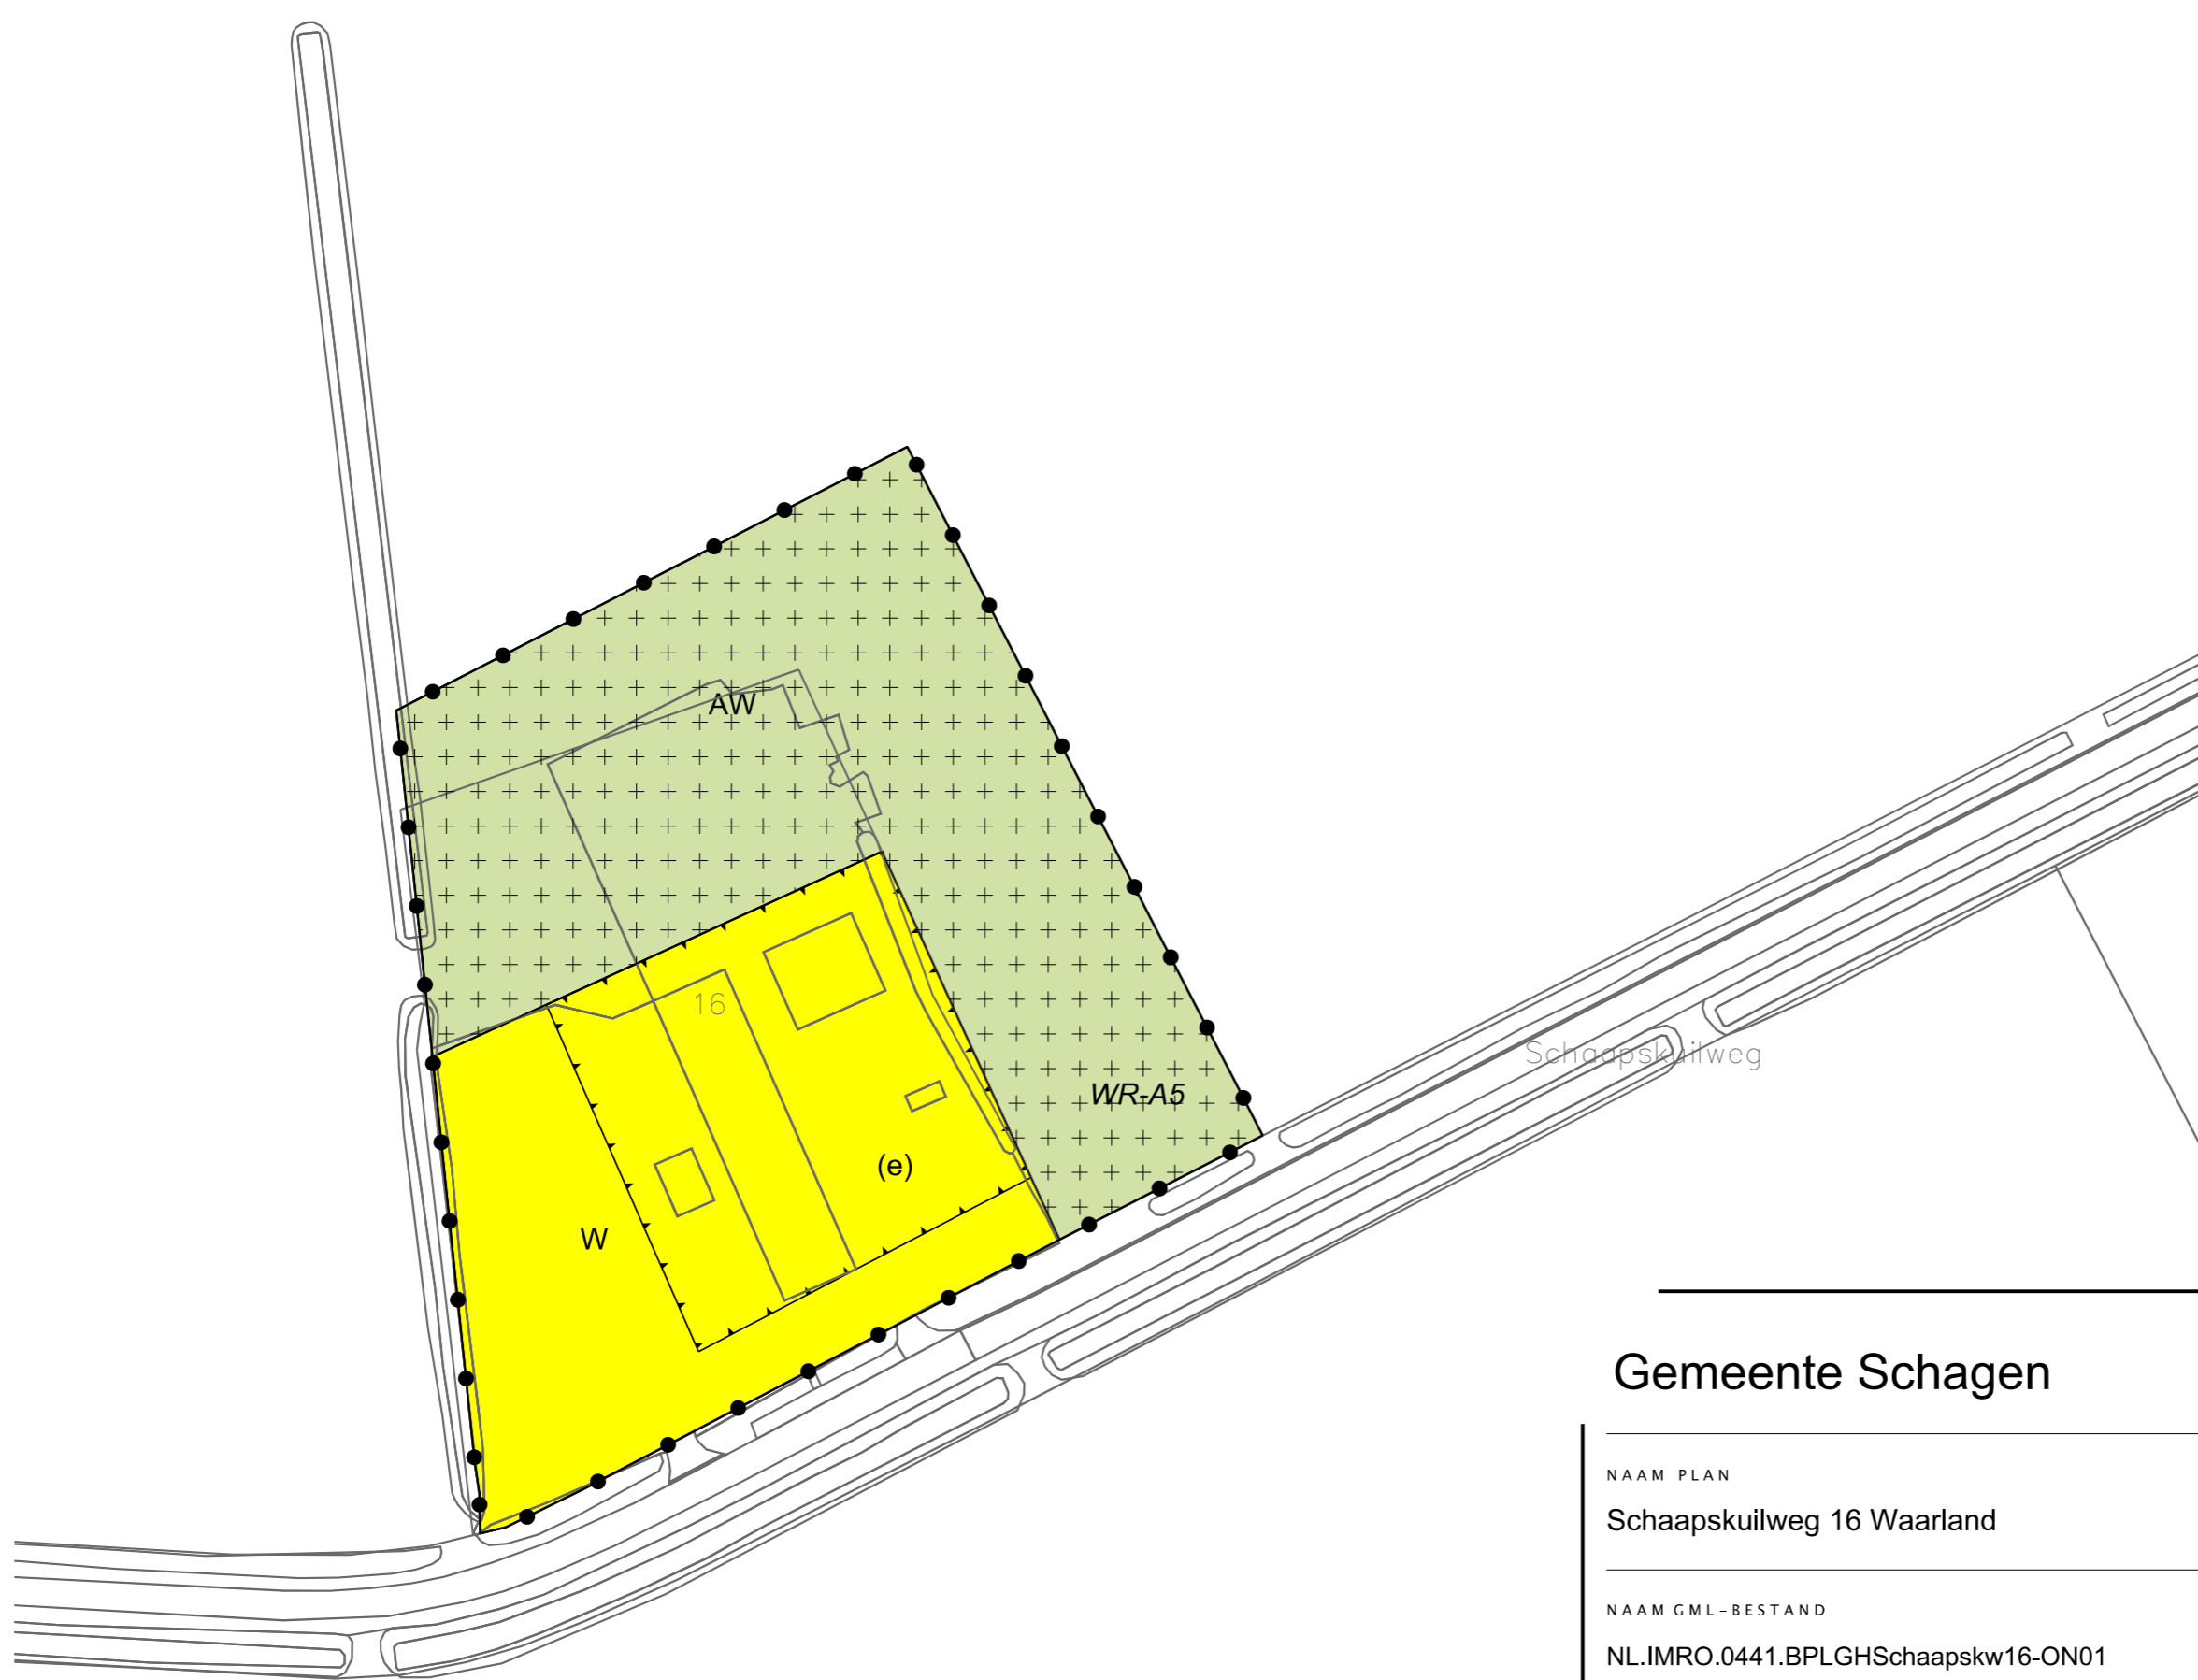 AW
16
Schaapskuilweg
WR-A5
(e)
W
Gemeente Schagen
NAAM PLAN
Schaapskuilweg 16 Waarland
NAAM GML-BESTAND
NL.IMRO.0441.BPLGHSchaapskw16-ON01